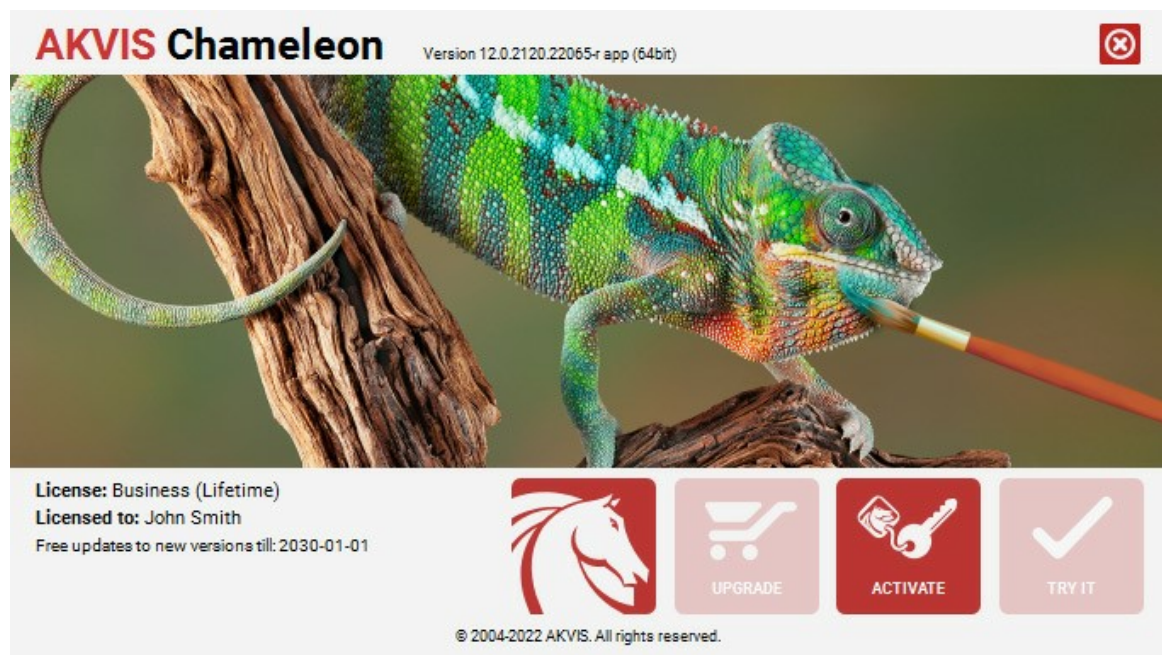 AKVIS Chameleon Version 12.0.2120.22065-r app (64bit)
License: Business (Lifetime)
Licensed to: John Smith
Free updates to new versions till: 2030-01-01
UPGRADE ACTIVATE TRY IT
© 2004-2022 AKVIS. All rights reserved.